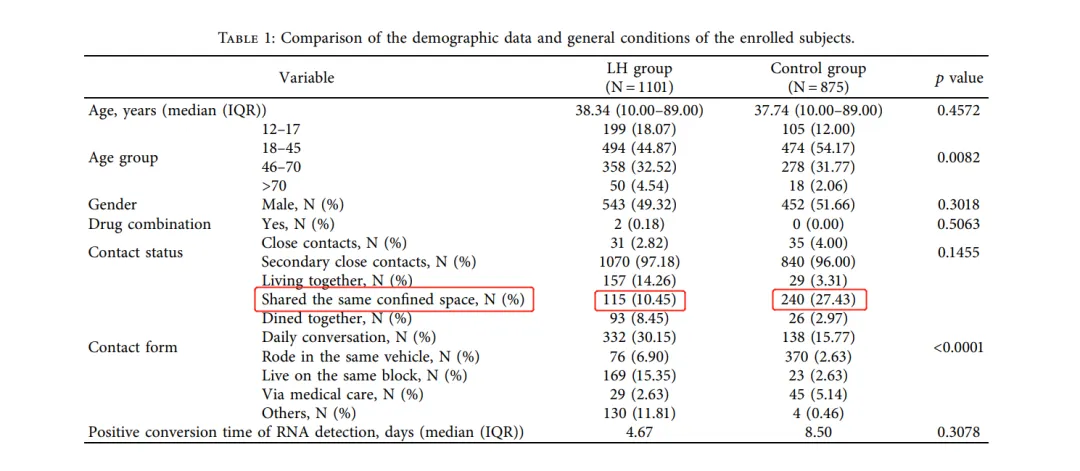 TABLE 1: Comparison of the demographic data and general conditions of the enrolled subjects.
Variable LH group (N = 1101) Control group (N = 875) p value
Age, years (median (IQR)) 38.34 (10.00–89.00) 37.74 (10.00–89.00) 0.4572
Age group 0.0082
12–17 199 (18.07) 105 (12.00)
18–45 494 (44.87) 474 (54.17)
46–70 358 (32.52) 278 (31.77)
>70 50 (4.54) 18 (2.06)
Gender Male, N (%) 543 (49.32) 452 (51.66) 0.3018
Drug combination Yes, N (%) 2 (0.18) 0 (0.00) 0.5063
Contact status 0.1455
Close contacts, N (%) 31 (2.82) 35 (4.00)
Secondary close contacts, N (%) 1070 (97.18) 840 (96.00)
Contact form <0.0001
Living together, N (%) 157 (14.26) 29 (3.31)
Shared the same confined space, N (%) 115 (10.45) 240 (27.43)
Dined together, N (%) 93 (8.45) 26 (2.97)
Daily conversation, N (%) 332 (30.15) 138 (15.77)
Rode in the same vehicle, N (%) 76 (6.90) 370 (2.63)
Live on the same block, N (%) 169 (15.35) 23 (2.63)
Via medical care, N (%) 29 (2.63) 45 (5.14)
Others, N (%) 130 (11.81) 4 (0.46)
Positive conversion time of RNA detection, days (median (IQR)) 4.67 8.50 0.3078